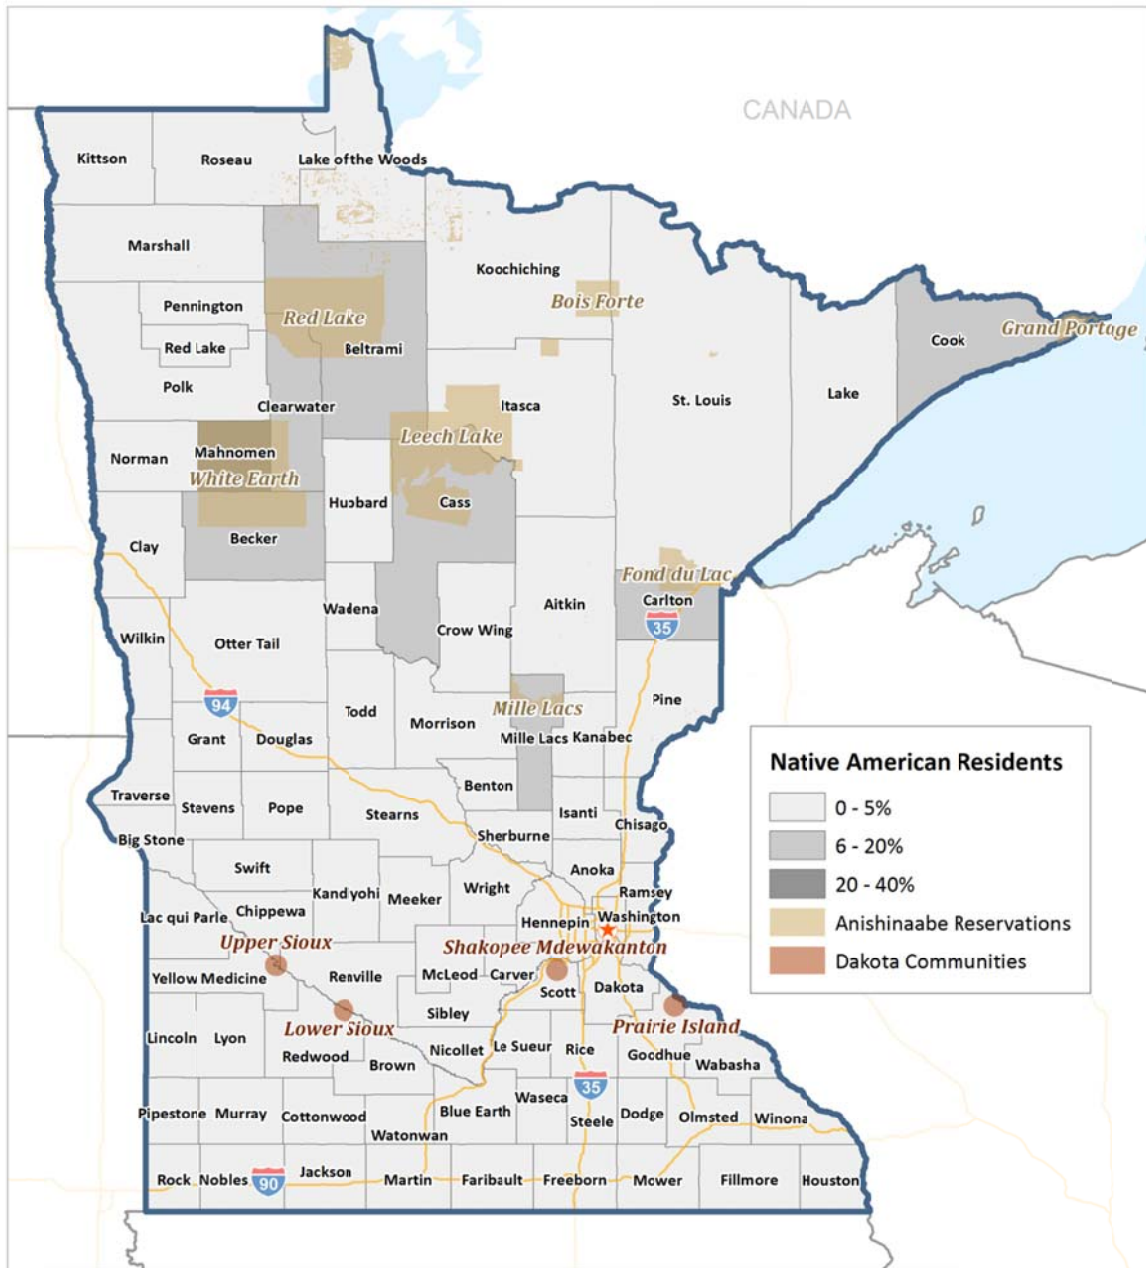 CANADA
Kittson
Roseau
Lake of the Woods
Marshall
Koochiching
Pennington
Bois Forte
Red Lake
Grand Portage
Red Lake
Beltrami
Cook
Polk
Clearwater
Itasca
St. Louis
Lake
Leech Lake
Norman
Mahnomen
White Earth
Hubbard
Cass
Becker
Clay
Fond du Lac
Carlton
Wadena
Aitkin
35
Wilkin
Otter Tail
Crow Wing
94
Todd
Morrison
Mille Lacs
Pine
Grant
Douglas
Mille Lacs
Kanabec
Native American Residents
0 - 5%
6 - 20%
20 - 40%
Anishinaabe Reservations
Dakota Communities
Traverse
Stevens
Pope
Stearns
Benton
Isanti
Chisago
Big Stone
Sherburne
Swift
Anoka
Kandiyohi
Meeker
Wright
Ramsey
Lac qui Parle
Chippewa
Hennepin
Washington
Upper Sioux
Shakopee Mdewakanton
Yellow Medicine
Renville
McLeod
Carver
Scott
Dakota
Sibley
Lower Sioux
Prairie Island
Lincoln
Lyon
Redwood
Brown
Nicollet
Le Sueur
Rice
Goodhue
Wabasha
35
Pipestone
Murray
Cottonwood
Watonwan
Blue Earth
Waseca
Steele
Dodge
Olmsted
Winona
Rock
Nobles
90
Jackson
Martin
Faribault
Freeborn
Mower
Fillmore
Houston